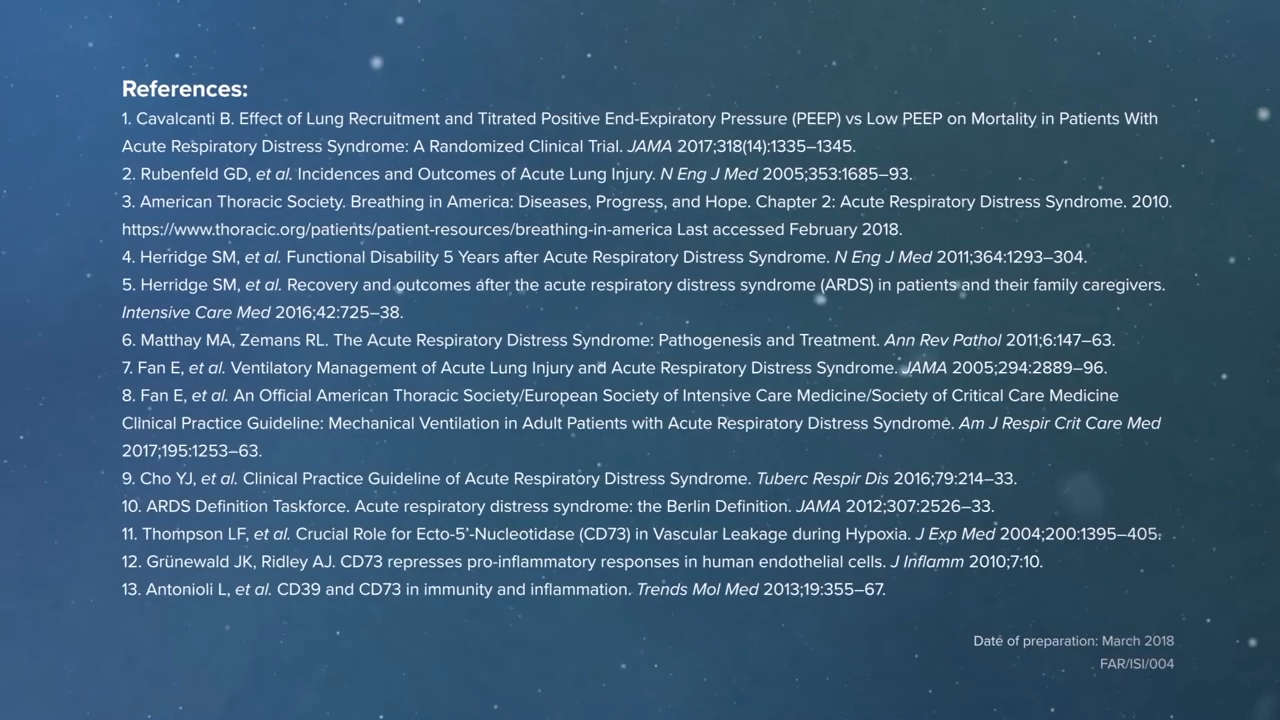 References:
1. Cavalcanti B. Effect of Lung Recruitment and Titrated Positive End-Expiratory Pressure (PEEP) vs Low PEEP on Mortality in Patients With
Acute Respiratory Distress Syndrome: A Randomized Clinical Trial. JAMA 2017;318(14):1335–1345.
2. Rubenfeld GD, et al. Incidences and Outcomes of Acute Lung Injury. N Eng J Med 2005;353:1685–93.
3. American Thoracic Society. Breathing in America: Diseases, Progress, and Hope. Chapter 2: Acute Respiratory Distress Syndrome. 2010.
https://www.thoracic.org/patients/patient-resources/breathing-in-america Last accessed February 2018.
4. Herridge SM, et al. Functional Disability 5 Years after Acute Respiratory Distress Syndrome. N Eng J Med 2011;364:1293–304.
5. Herridge SM, et al. Recovery and outcomes after the acute respiratory distress syndrome (ARDS) in patients and their family caregivers.
Intensive Care Med 2016;42:725–38.
6. Matthay MA, Zemans RL. The Acute Respiratory Distress Syndrome: Pathogenesis and Treatment. Ann Rev Pathol 2011;6:147–63.
7. Fan E, et al. Ventilatory Management of Acute Lung Injury and Acute Respiratory Distress Syndrome. JAMA 2005;294:2889–96.
8. Fan E, et al. An Official American Thoracic Society/European Society of Intensive Care Medicine/Society of Critical Care Medicine
Clinical Practice Guideline: Mechanical Ventilation in Adult Patients with Acute Respiratory Distress Syndrome. Am J Respir Crit Care Med
2017;195:1253–63.
9. Cho YJ, et al. Clinical Practice Guideline of Acute Respiratory Distress Syndrome. Tuberc Respir Dis 2016;79:214–33.
10. ARDS Definition Taskforce. Acute respiratory distress syndrome: the Berlin Definition. JAMA 2012;307:2526–33.
11. Thompson LF, et al. Crucial Role for Ecto-5’-Nucleotidase (CD73) in Vascular Leakage during Hypoxia. J Exp Med 2004;200:1395–405.
12. Grünewald JK, Ridley AJ. CD73 represses pro-inflammatory responses in human endothelial cells. J Inflamm 2010;7:10.
13. Antonioli L, et al. CD39 and CD73 in immunity and inflammation. Trends Mol Med 2013;19:355–67.
Date of preparation: March 2018
FAR/ISI/004